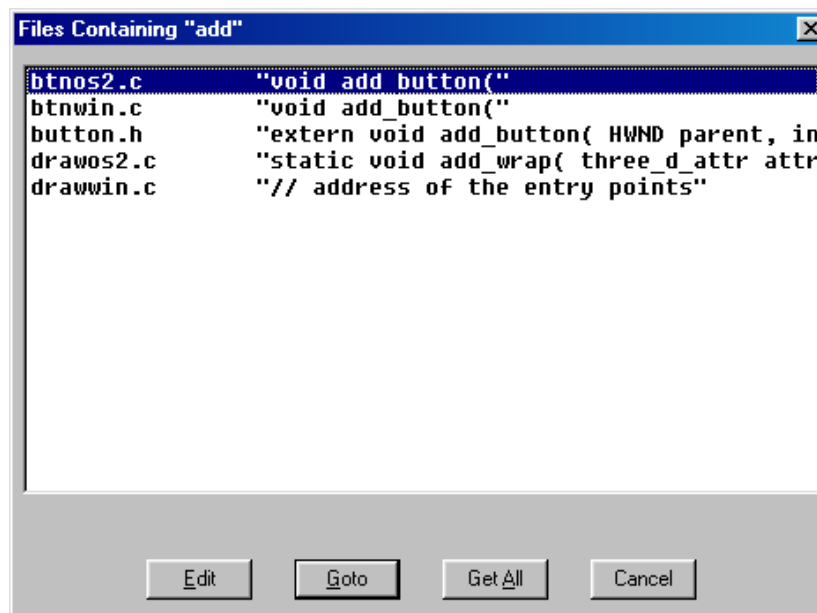 Files Containing "add"
btnos2.c "void add button("
btnwin.c "void add_button("
button.h "extern void add_button( HWND parent, in
drawos2.c "static void add_wrap( three_d_attr attr
drawwin.c "// address of the entry points"
Edit Goto Get All Cancel